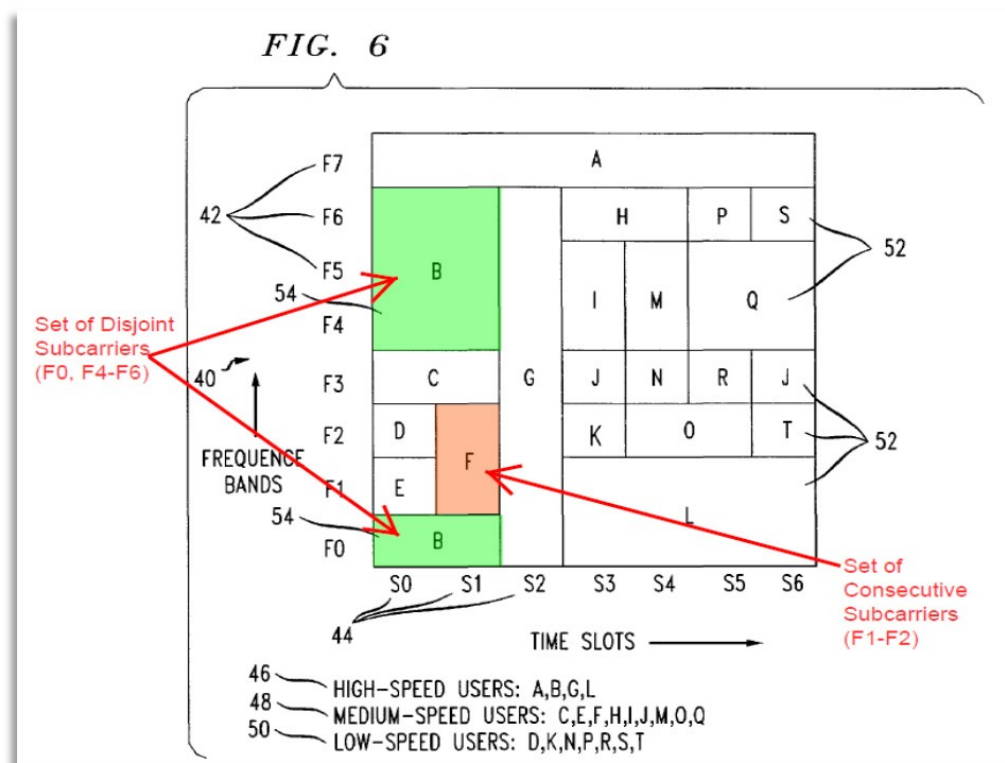 FIG. 6
A
F7
42
F6
H
P
S
52
F5
B
54
I
M
Q
Set of Disjoint
Subcarriers
(F0, F4-F6)
F4
40
F3
C
G
J
N
R
J
F2
D
F
K
O
T
52
FREQUENCE
BANDS
F1
E
L
54
F0
B
S0 S1 S2 S3 S4 S5 S6
Set of
Consecutive
Subcarriers
(F1-F2)
44
TIME SLOTS
46 HIGH-SPEED USERS: A,B,G,L
48 MEDIUM-SPEED USERS: C,E,F,H,I,J,M,O,Q
50 LOW-SPEED USERS: D,K,N,P,R,S,T